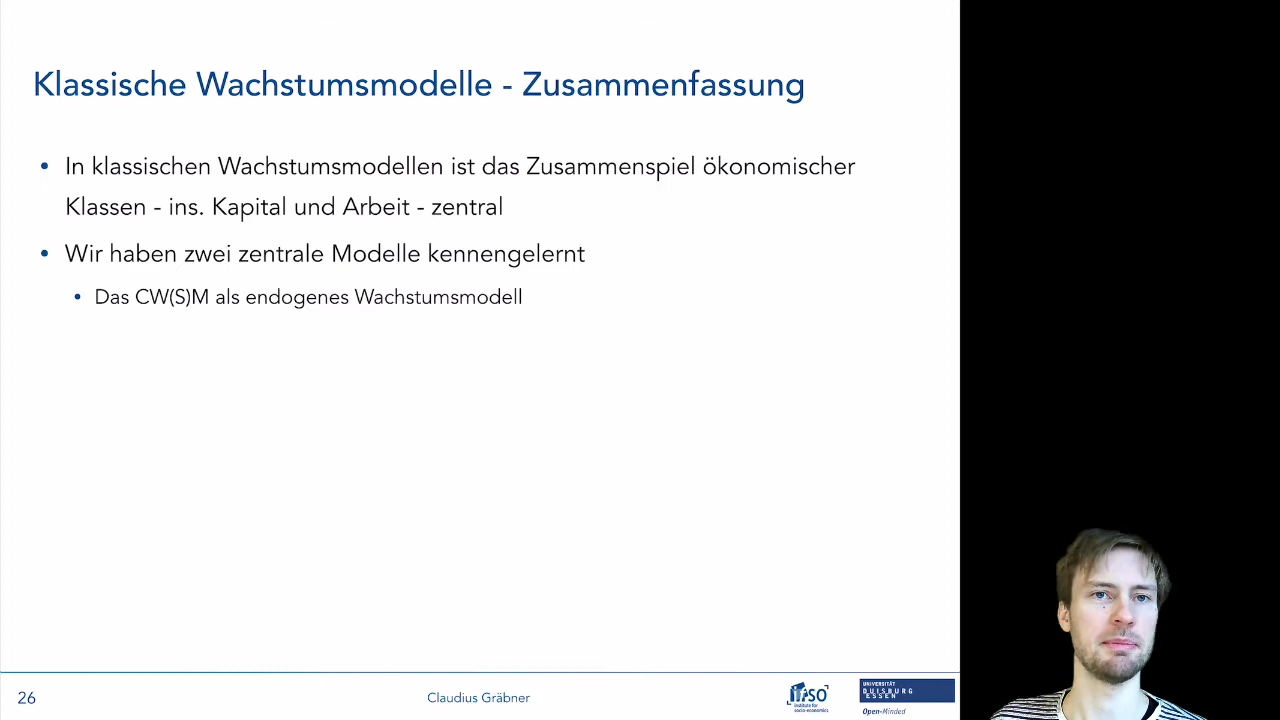 Klassische Wachstumsmodelle - Zusammenfassung
• In klassischen Wachstumsmodellen ist das Zusammenspiel ökonomischer
Klassen - ins. Kapital und Arbeit - zentral
• Wir haben zwei zentrale Modelle kennengelernt
• Das CW(S)M als endogenes Wachstumsmodell
26
Claudius Gräbner
ifso
institute for
socio-economics
UNIVERSITÄT
DUISBURG
ESSEN
Open-Minded